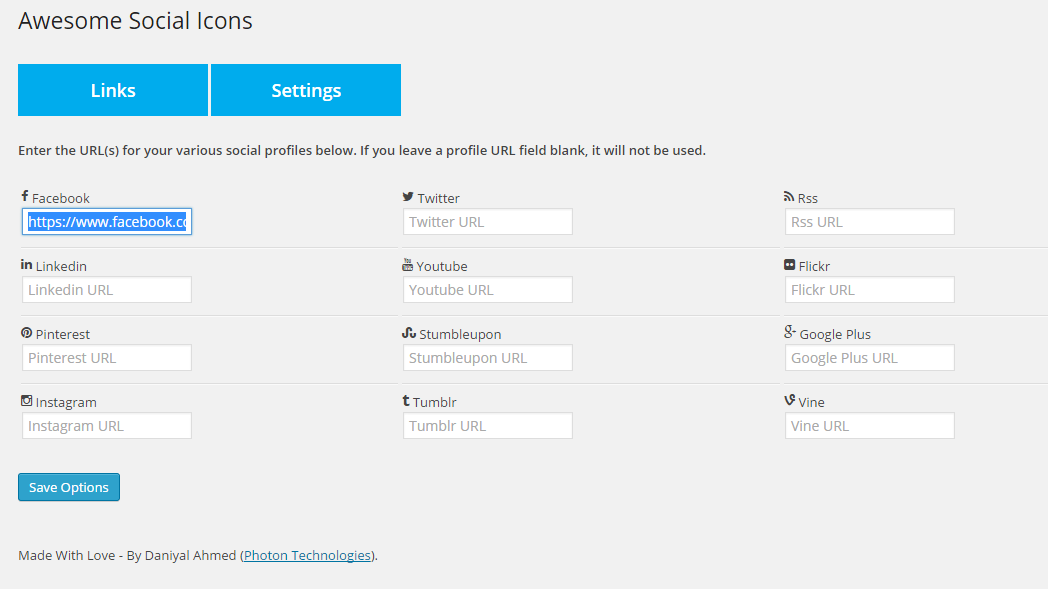 Awesome Social Icons
Links Settings
Enter the URL(s) for your various social profiles below. If you leave a profile URL field blank, it will not be used.
Facebook Twitter Rss
https://www.facebook.co Twitter URL Rss URL
Linkedin Youtube Flickr
Linkedin URL Youtube URL Flickr URL
Pinterest Stumbleupon Google Plus
Pinterest URL Stumbleupon URL Google Plus URL
Instagram Tumblr Vine
Instagram URL Tumblr URL Vine URL
Save Options
Made With Love - By Daniyal Ahmed (Photon Technologies).